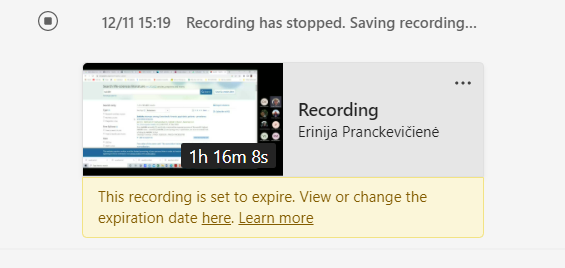 12/11 15:19 Recording has stopped. Saving recording...
Recording
Erinija Pranckevičienė
1h 16m 8s
This recording is set to expire. View or change the
expiration date here. Learn more